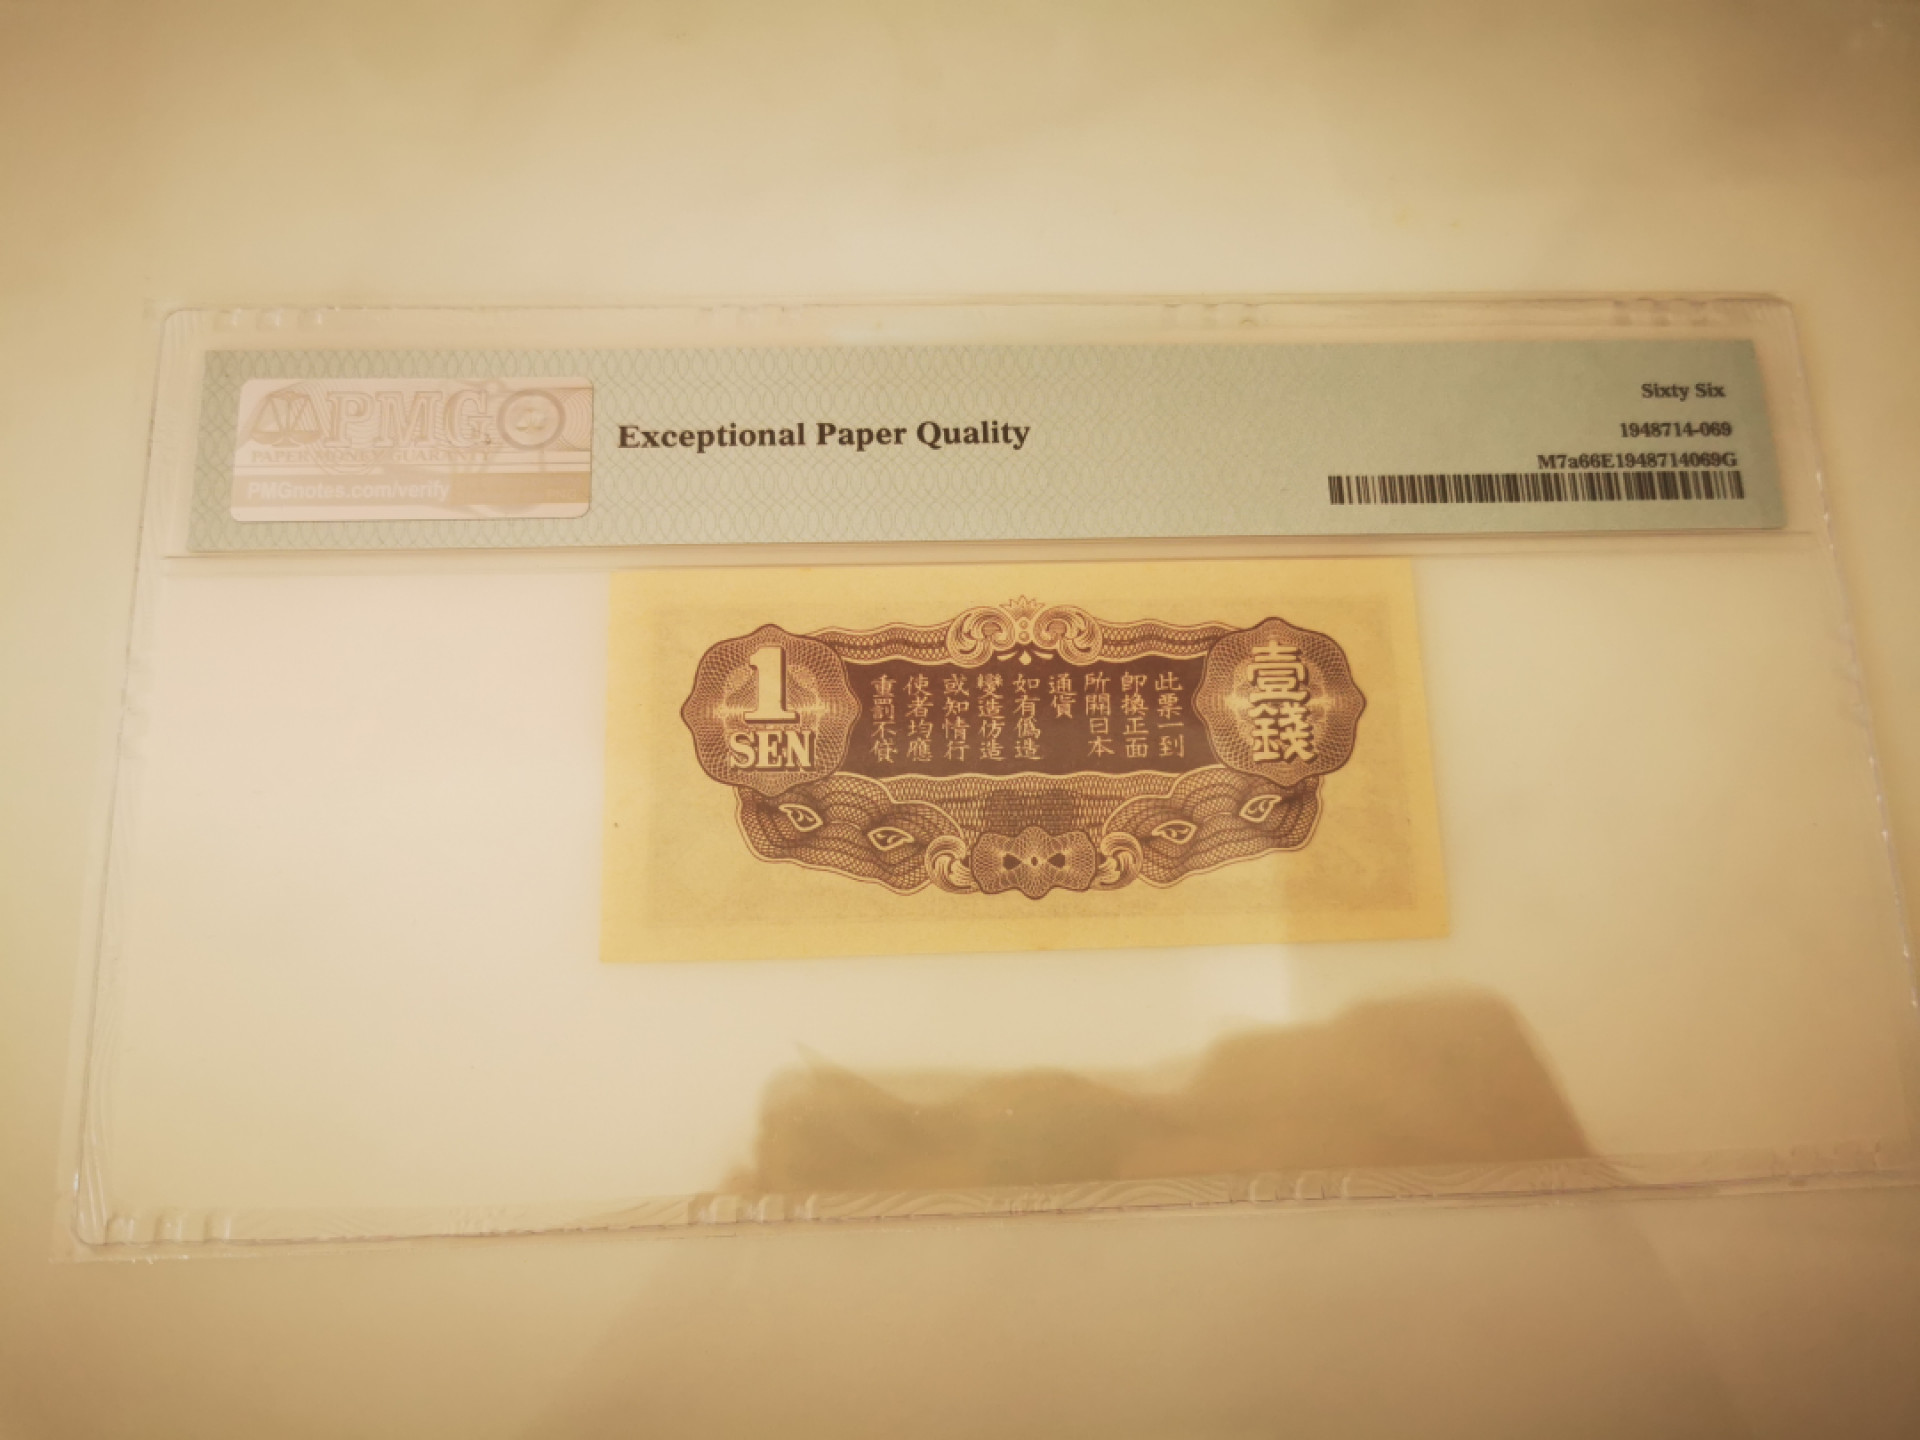 PMG
PAPER MONEY GUARANTY
PMGnotes.com/verify
Exceptional Paper Quality
Sixty Six
1948714-069
M7a66E1948714069G
1
SEN
壹錢
此票一到
即換正面
所開日本
通貨
如有僞造
變造仿造
或知情行
使者均應
重罰不貸